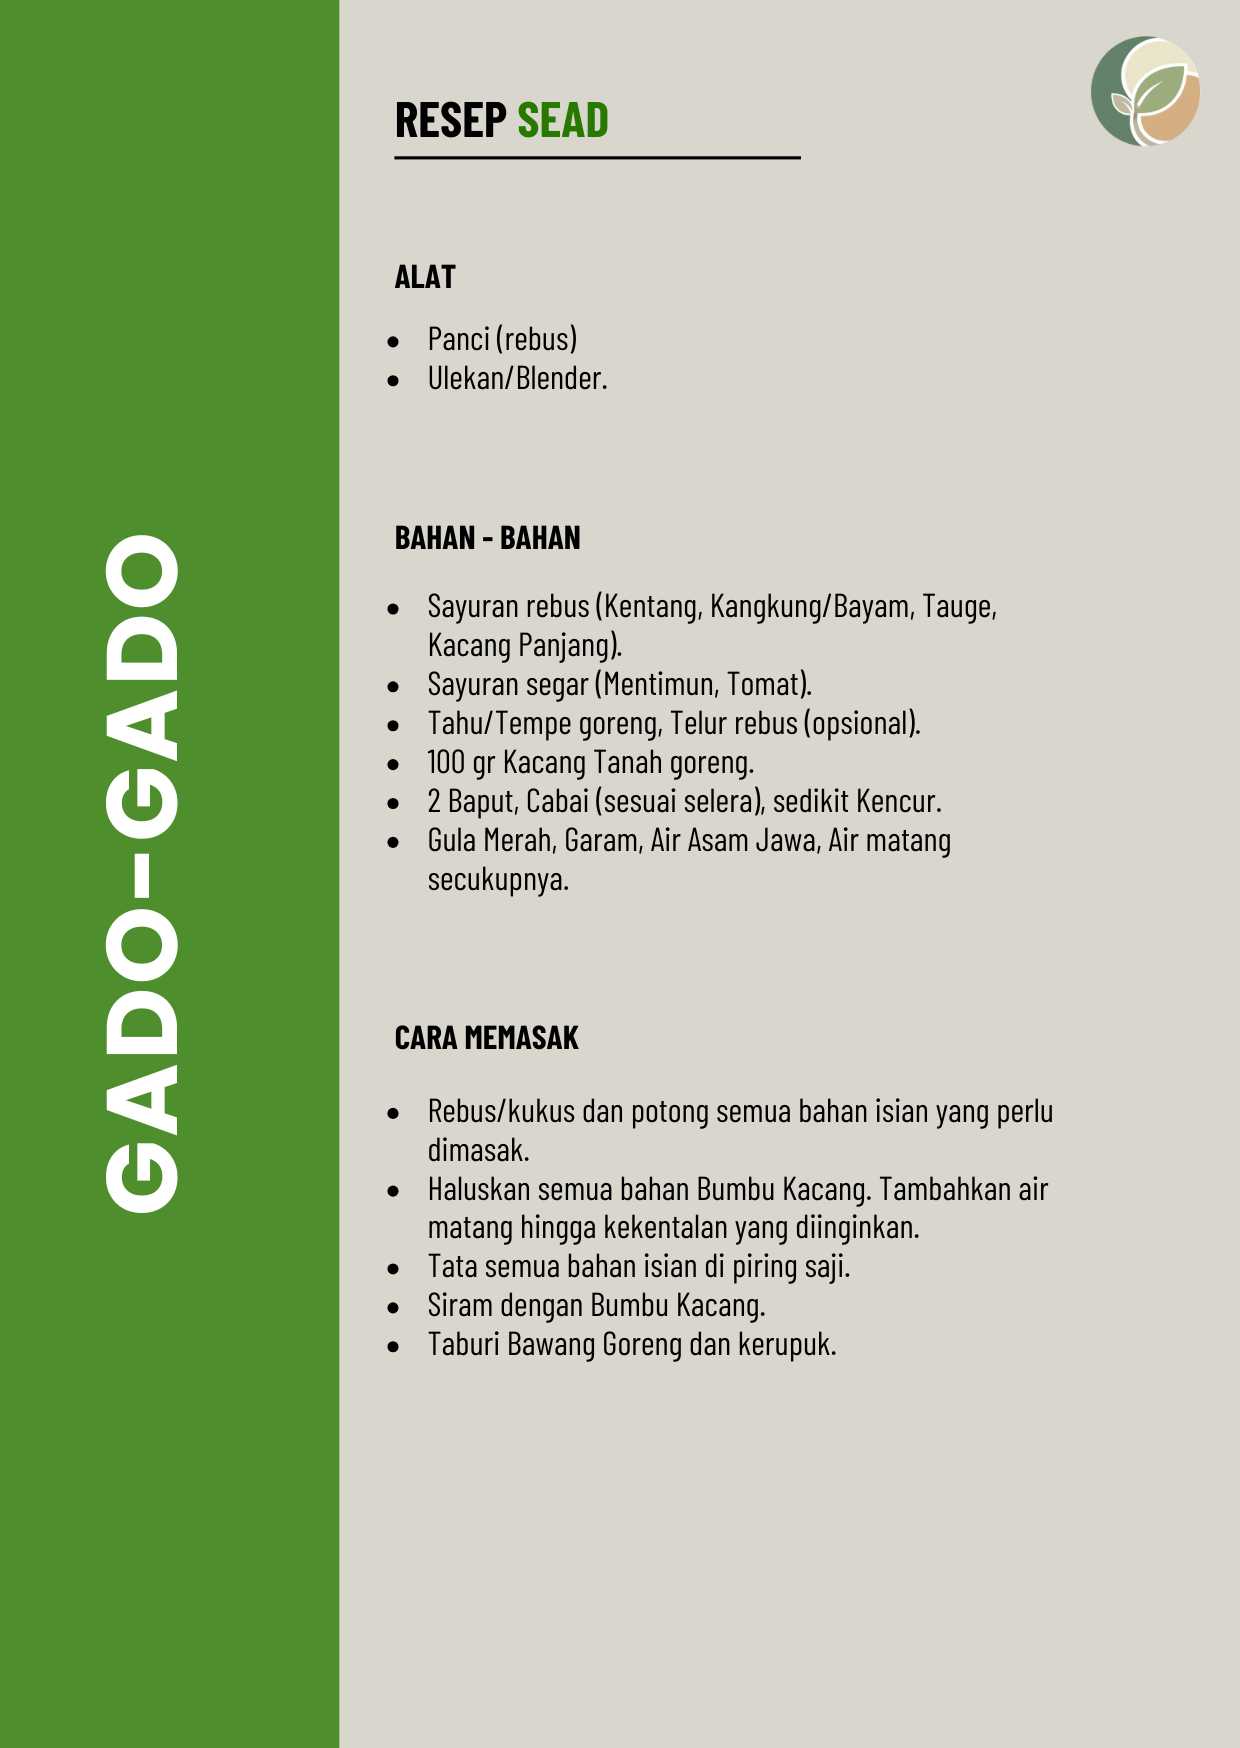 GADO-GADO
RESEP SEAD
ALAT
• Panci (rebus)
• Ulekan/Blender.
BAHAN - BAHAN
• Sayuran rebus (Kentang, Kangkung/Bayam, Tauge,
Kacang Panjang).
• Sayuran segar (Mentimun, Tomat).
• Tahu/Tempe goreng, Telur rebus (opsional).
• 100 gr Kacang Tanah goreng.
• 2 Baput, Cabai (sesuai selera), sedikit Kencur.
• Gula Merah, Garam, Air Asam Jawa, Air matang
secukupnya.
CARA MEMASAK
• Rebus/kukus dan potong semua bahan isian yang perlu
dimasak.
• Haluskan semua bahan Bumbu Kacang. Tambahkan air
matang hingga kekentalan yang diinginkan.
• Tata semua bahan isian di piring saji.
• Siram dengan Bumbu Kacang.
• Taburi Bawang Goreng dan kerupuk.